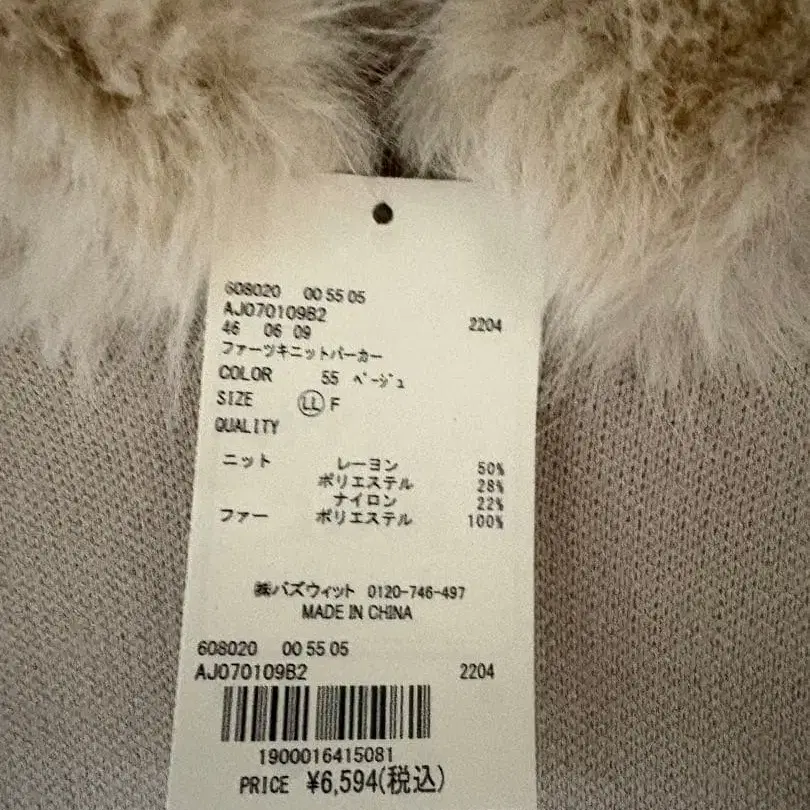 608020 00 55 05
AJ070109B2 2204
46 06 09
ファーツキニットパーカー
COLOR 55 ベージュ
SIZE LL F
QUALITY
ニット レーヨン 50%
ポリエステル 28%
ナイロン 22%
ファー ポリエステル 100%
㈱バズウィット 0120-746-497
MADE IN CHINA
608020 00 55 05
AJ070109B2 2204
1900016415081
PRICE ¥6,594(税込)